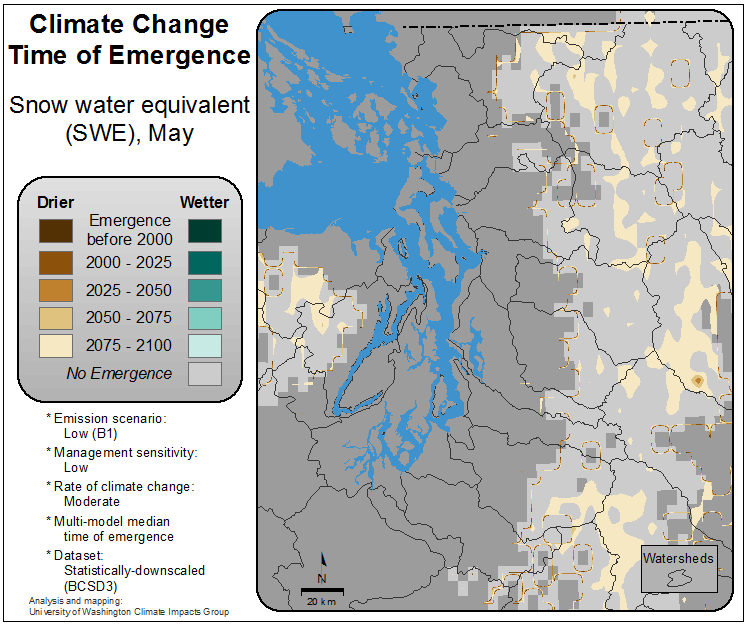 Climate Change
Time of Emergence
Snow water equivalent
(SWE), May
Drier Wetter
Emergence
before 2000
2000 - 2025
2025 - 2050
2050 - 2075
2075 - 2100
No Emergence
* Emission scenario:
Low (B1)
* Management sensitivity:
Low
* Rate of climate change:
Moderate
* Multi-model median
time of emergence
* Dataset:
Statistically-downscaled
(BCSD3)
Analysis and mapping:
University of Washington Climate Impacts Group
N
20 km
Watersheds